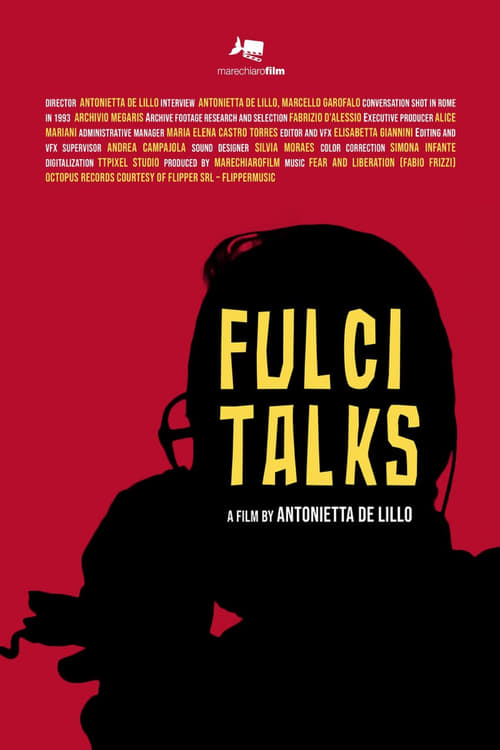 marechiarofilm
DIRECTOR ANTONIETTA DE LILLO INTERVIEW ANTONIETTA DE LILLO, MARCELLO GAROFALO CONVERSATION SHOT IN ROME
IN 1993 ARCHIVIO MEGARIS ARCHIVE FOOTAGE RESEARCH AND SELECTION FABRIZIO D'ALESSIO EXECUTIVE PRODUCER ALICE
MARIANI ADMINISTRATIVE MANAGER MARIA ELENA CASTRO TORRES EDITOR AND VFX ELISABETTA GIANNINI EDITING AND
VFX SUPERVISOR ANDREA CAMPAJOLA SOUND DESIGNER SILVIA MORAES COLOR CORRECTION SIMONA INFANTE
DIGITALIZATION TTPIXEL STUDIO PRODUCED BY MARECHIAROFILM MUSIC FEAR AND LIBERATION (FABIO FRIZZI)
OCTOPUS RECORDS COURTESY OF FLIPPER SRL – FLIPPERMUSIC
FULCI
TALKS
A FILM BY ANTONIETTA DE LILLO